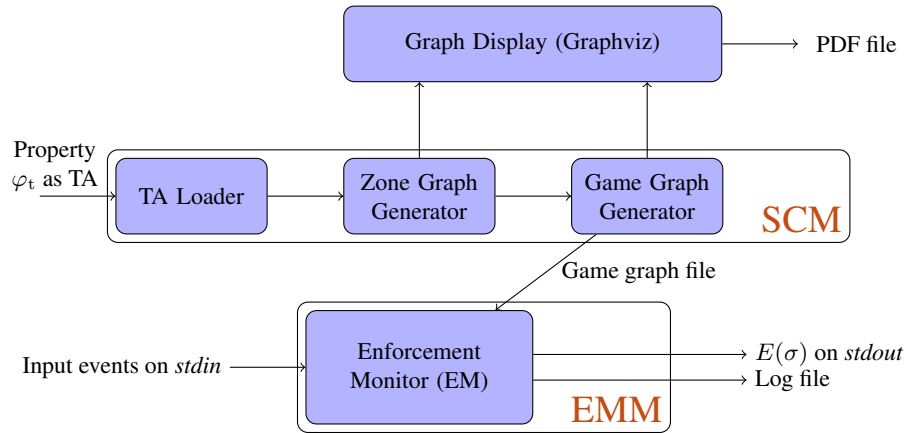 Graph Display (Graphviz)
PDF file
Property
φt as TA
TA Loader
Zone Graph
Generator
Game Graph
Generator
SCM
Game graph file
Input events on stdin
Enforcement
Monitor (EM)
E(σ) on stdout
Log file
EMM